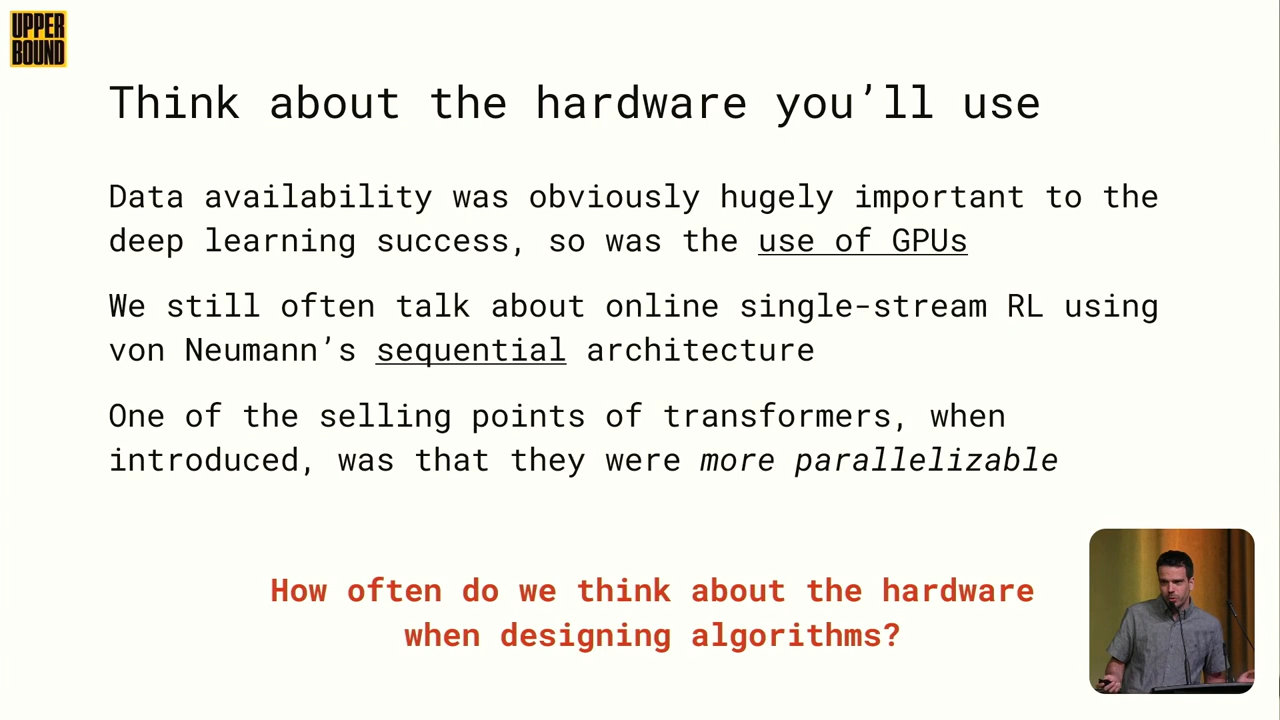 UPPER
BOUND
Think about the hardware you’ll use
Data availability was obviously hugely important to the
deep learning success, so was the use of GPUs
We still often talk about online single-stream RL using
von Neumann’s sequential architecture
One of the selling points of transformers, when
introduced, was that they were more parallelizable
How often do we think about the hardware
when designing algorithms?